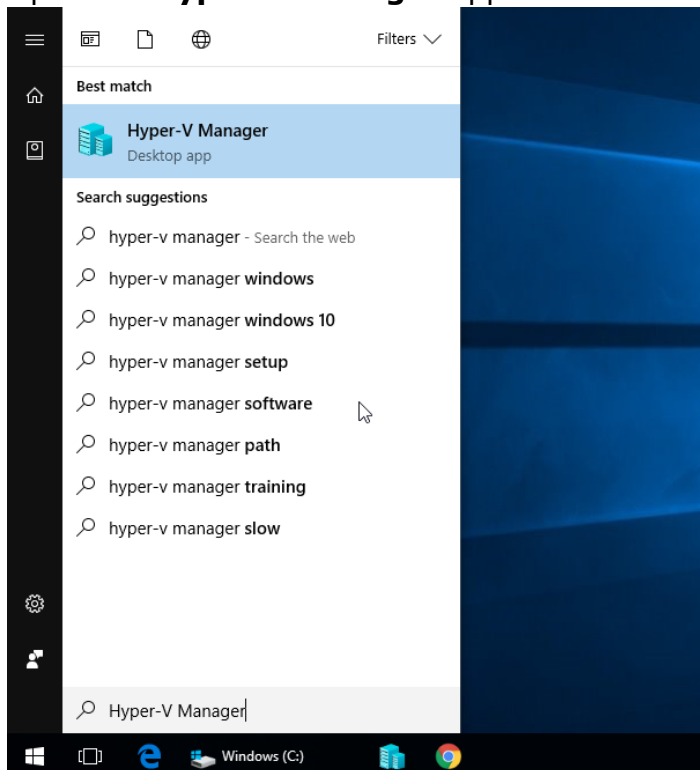 Filters
Best match
Hyper-V Manager
Desktop app
Search suggestions
hyper-v manager - Search the web
hyper-v manager windows
hyper-v manager windows 10
hyper-v manager setup
hyper-v manager software
hyper-v manager path
hyper-v manager training
hyper-v manager slow
Hyper-V Manager
Windows (C:)